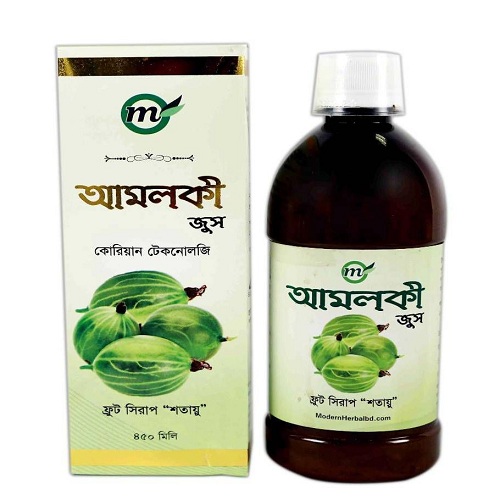 m
আমলকী
জুস
কোরিয়ান টেকনোলজি
ফ্রুট সিরাপ “শতায়ু”
৪৫০ মিলি
m
আমলকী
জুস
ফ্রুট সিরাপ “শতায়ু”
ModernHerbalbd.com